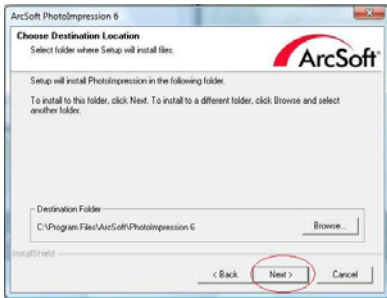 ArcSoft PhotoImpression 6
Choose Destination Location
Select folder where Setup will install files.
ArcSoft®
Setup will install PhotoImpression in the following folder.
To install to this folder, click Next. To install to a different folder, click Browse and select
another folder.
Destination Folder
C:\Program Files\ArcSoft\PhotoImpression 6
Browse...
InstallShield
< Back
Next >
Cancel